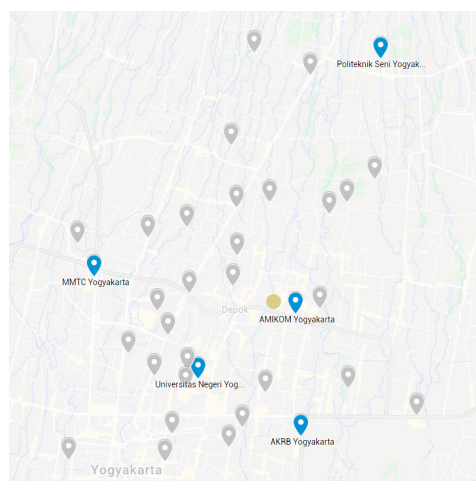 Politeknik Seni Yogyak...
MMTC Yogyakarta
Depok
AMIKOM Yogyakarta
Universitas Negeri Yog...
AKRB Yogyakarta
Yogyakarta